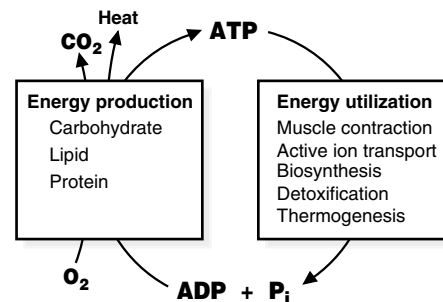 Heat
CO2
ATP
Energy production
Carbohydrate
Lipid
Protein
Energy utilization
Muscle contraction
Active ion transport
Biosynthesis
Detoxification
Thermogenesis
O2
ADP + Pi